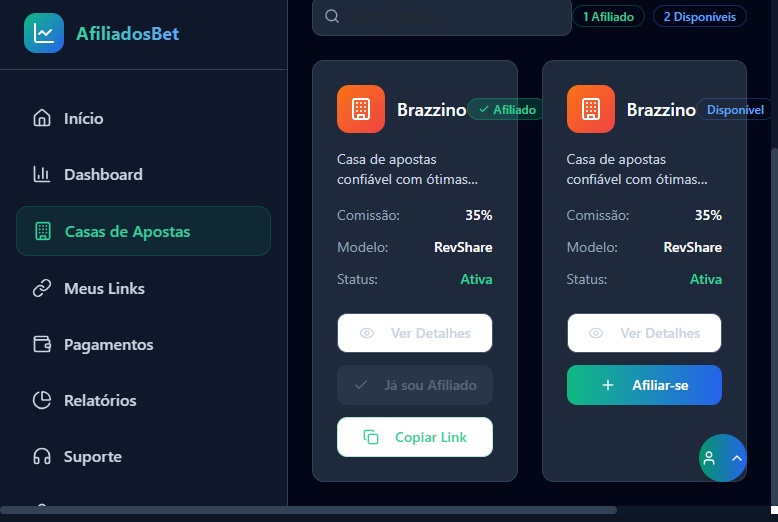 AfiliadosBet
Início
Dashboard
Casas de Apostas
Meus Links
Pagamentos
Relatórios
Suporte
1 Afiliado
2 Disponíveis
Brazzino
Afiliado
Casa de apostas
confiável com ótimas...
Comissão: 35%
Modelo: RevShare
Status: Ativa
Ver Detalhes
Já sou Afiliado
Copiar Link
Brazzino
Disponível
Casa de apostas
confiável com ótimas...
Comissão: 35%
Modelo: RevShare
Status: Ativa
Ver Detalhes
Afiliar-se